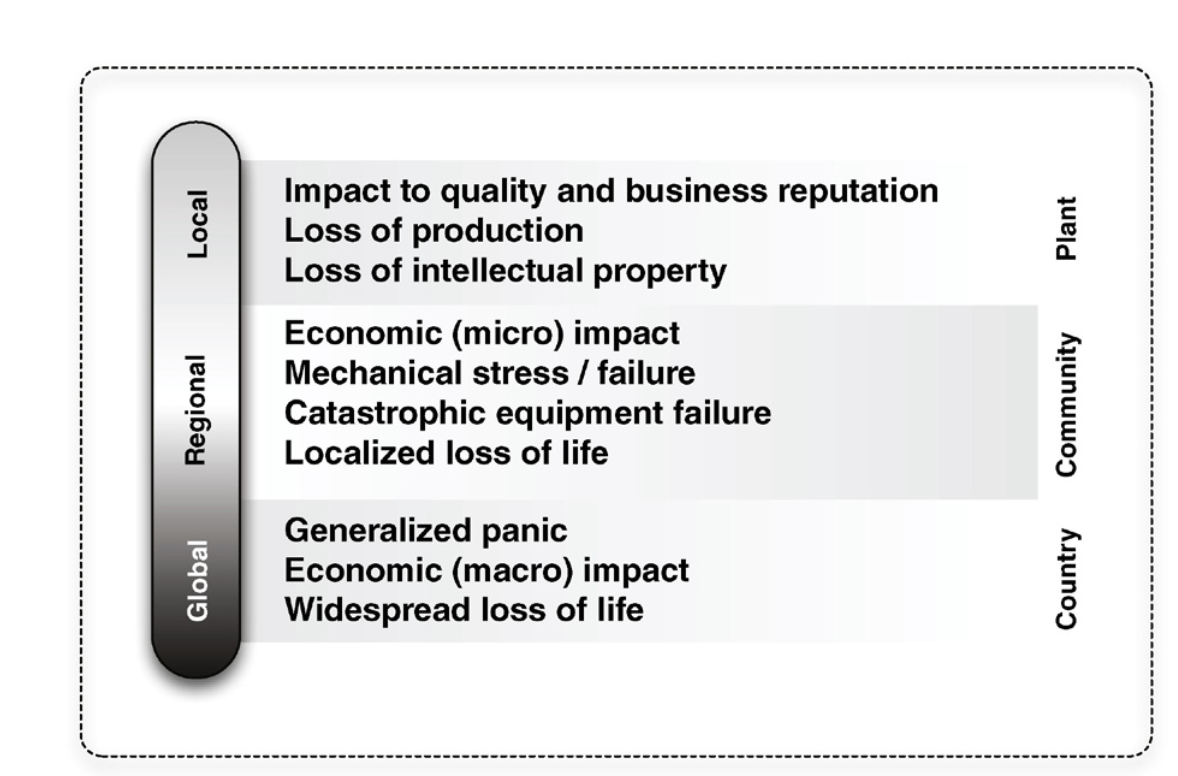 Local
Impact to quality and business reputation
Loss of production
Loss of intellectual property
Plant
Regional
Economic (micro) impact
Mechanical stress / failure
Catastrophic equipment failure
Localized loss of life
Community
Global
Generalized panic
Economic (macro) impact
Widespread loss of life
Country